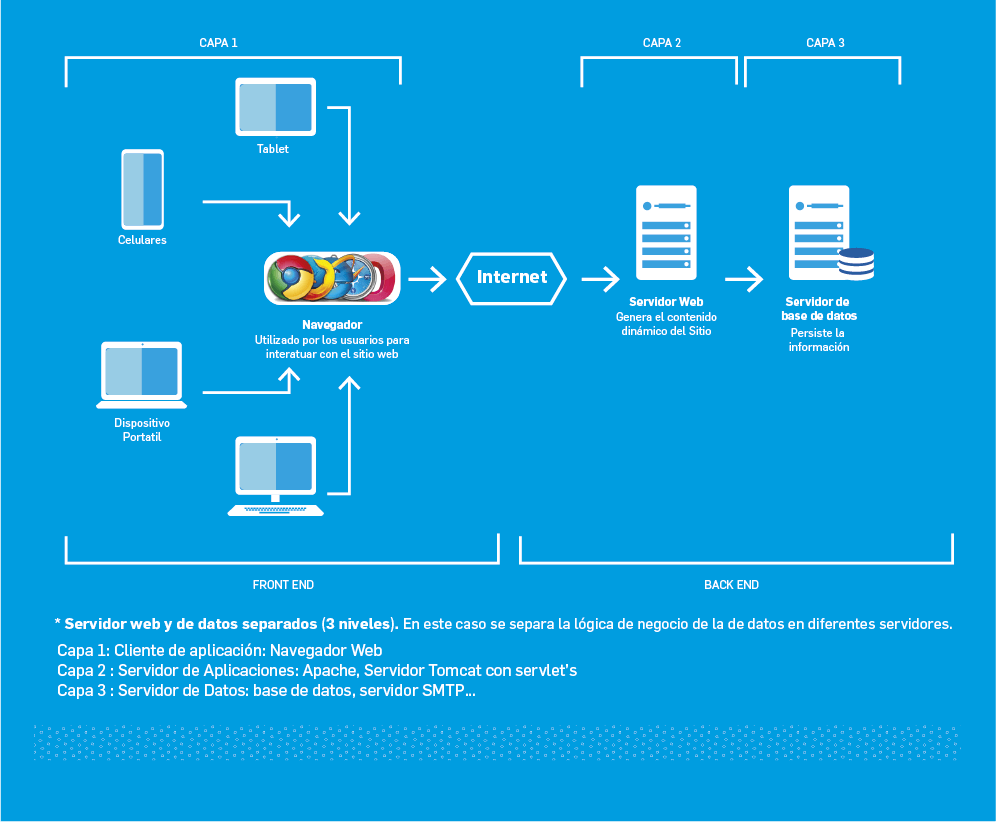 CAPA 1
CAPA 2
CAPA 3
Tablet
Celulares
Internet
Navegador
Utilizado por los usuarios para
interatuar con el sitio web
Servidor Web
Genera el contenido
dinámico del Sitio
Servidor de
base de datos
Persiste la
información
Dispositivo
Portatil
FRONT END
BACK END
* Servidor web y de datos separados (3 niveles). En este caso se separa la lógica de negocio de la de datos en diferentes servidores.
Capa 1: Cliente de aplicación: Navegador Web
Capa 2 : Servidor de Aplicaciones: Apache, Servidor Tomcat con servlet's
Capa 3 : Servidor de Datos: base de datos, servidor SMTP...